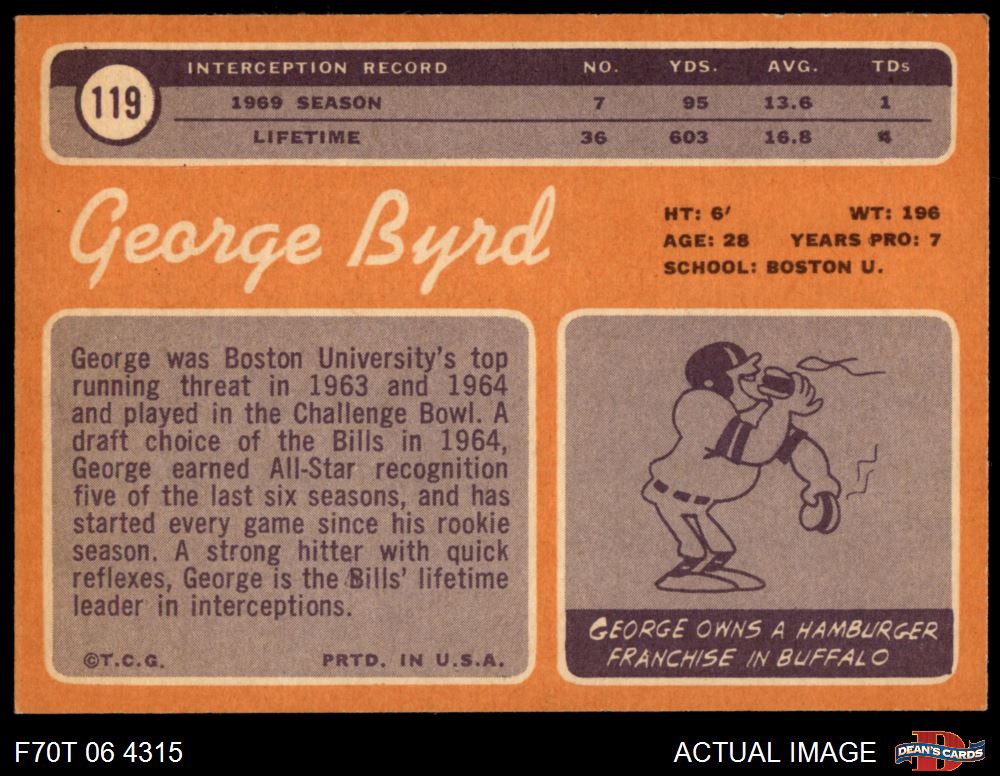 119
INTERCEPTION RECORD NO. YDS. AVG. TDs
1969 SEASON 7 95 13.6 1
LIFETIME 36 603 16.8 4
George Byrd
HT: 6' WT: 196
AGE: 28 YEARS PRO: 7
SCHOOL: BOSTON U.
George was Boston University's top
running threat in 1963 and 1964
and played in the Challenge Bowl. A
draft choice of the Bills in 1964,
George earned All-Star recognition
five of the last six seasons, and has
started every game since his rookie
season. A strong hitter with quick
reflexes, George is the Bills' lifetime
leader in interceptions.
©T.C.G. PRTD. IN U.S.A.
GEORGE OWNS A HAMBURGER
FRANCHISE IN BUFFALO
F70T 06 4315
ACTUAL IMAGE
D
DEAN'S CARDS